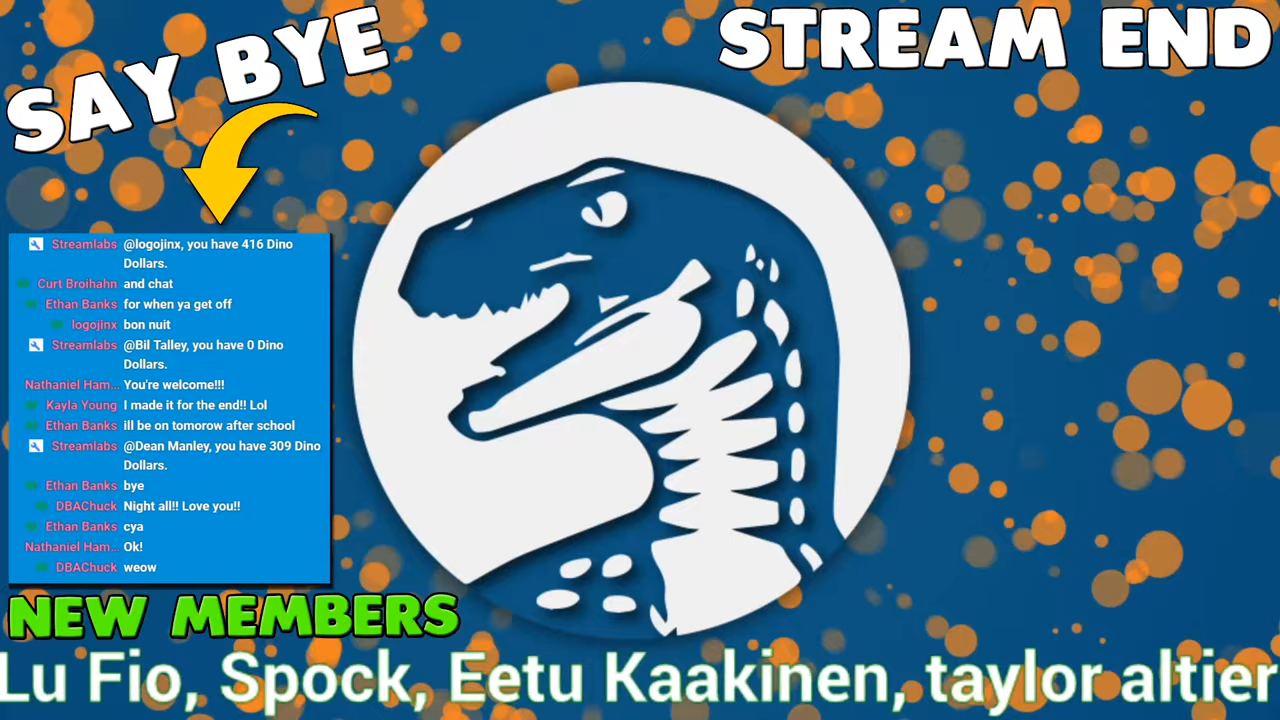 SAY BYE
STREAM END
Streamlabs @logojinx, you have 416 Dino
Dollars.
Curt Broihahn and chat
Ethan Banks for when ya get off
logojinx bon nuit
Streamlabs @Bil Talley, you have 0 Dino
Dollars.
Nathaniel Ham... You're welcome!!!
Kayla Young I made it for the end!! Lol
Ethan Banks ill be on tomorow after school
Streamlabs @Dean Manley, you have 309 Dino
Dollars.
Ethan Banks bye
DBAChuck Night all!! Love you!!
Ethan Banks cya
Nathaniel Ham... Ok!
DBAChuck weow
NEW MEMBERS
Lu Fio, Spock, Eetu Kaakinen, taylor altier